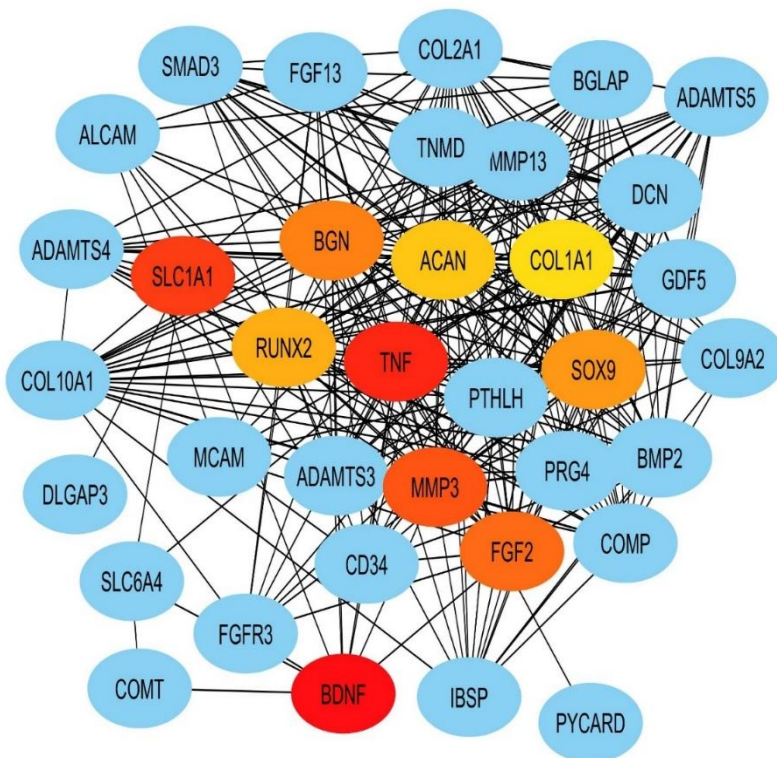 SMAD3
FGF13
COL2A1
BGLAP
ADAMTS5
ALCAM
TNMD
MMP13
DCN
ADAMTS4
SLC1A1
BGN
ACAN
COL1A1
GDF5
RUNX2
TNF
SOX9
COL9A2
COL10A1
PTHLH
MCAM
ADAMTS3
MMP3
PRG4
BMP2
DLGAP3
SLC6A4
CD34
FGF2
COMP
FGFR3
COMT
BDNF
IBSP
PYCARD